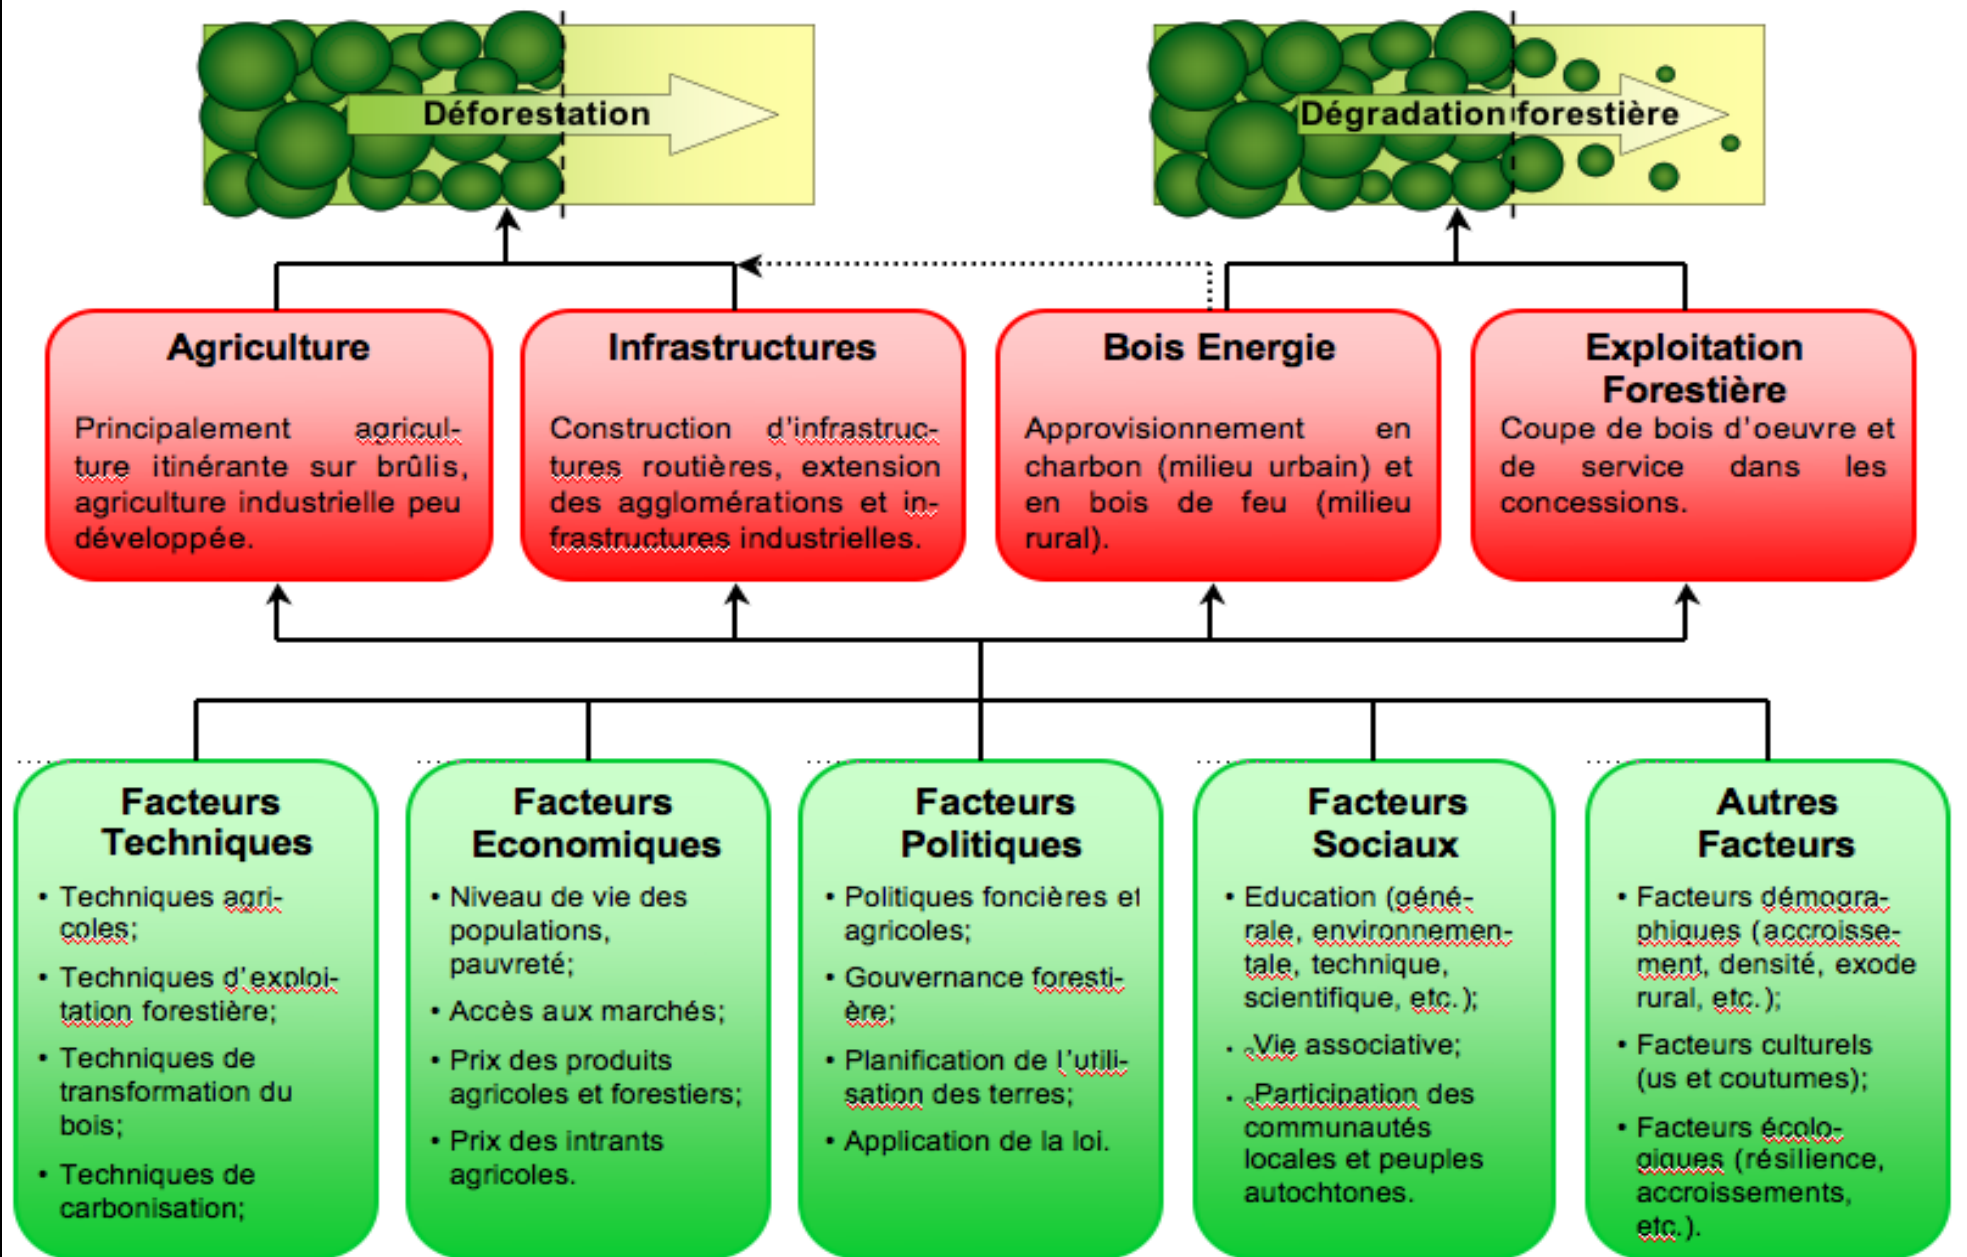 Déforestation
Dégradation forestière
Agriculture
Principalement agricul-
ture itinérante sur brûlis,
agriculture industrielle peu
développée.
Infrastructures
Construction d'infrastruc-
tures routières, extension
des agglomérations et in-
frastructures industrielles.
Bois Energie
Approvisionnement en
charbon (milieu urbain) et
en bois de feu (milieu
rural).
Exploitation
Forestière
Coupe de bois d'oeuvre et
de service dans les
concessions.
Facteurs
Techniques
• Techniques agri-
coles;
• Techniques d'exploi-
tation forestière;
• Techniques de
transformation du
bois;
• Techniques de
carbonisation;
Facteurs
Economiques
• Niveau de vie des
populations,
pauvreté;
• Accès aux marchés;
• Prix des produits
agricoles et forestiers;
• Prix des intrants
agricoles.
Facteurs
Politiques
• Politiques foncières et
agricoles;
• Gouvernance foresti-
ère;
• Planification de l'utili-
sation des terres;
• Application de la loi.
Facteurs
Sociaux
• Education (géné-
rale, environnemen-
tale, technique,
scientifique, etc.);
• Vie associative;
• Participation des
communautés
locales et peuples
autochtones.
Autres
Facteurs
• Facteurs démogra-
phiques (accroisse-
ment, densité, exode
rural, etc.);
• Facteurs culturels
(us et coutumes);
• Facteurs écolo-
giques (résilience,
accroissements,
etc.).